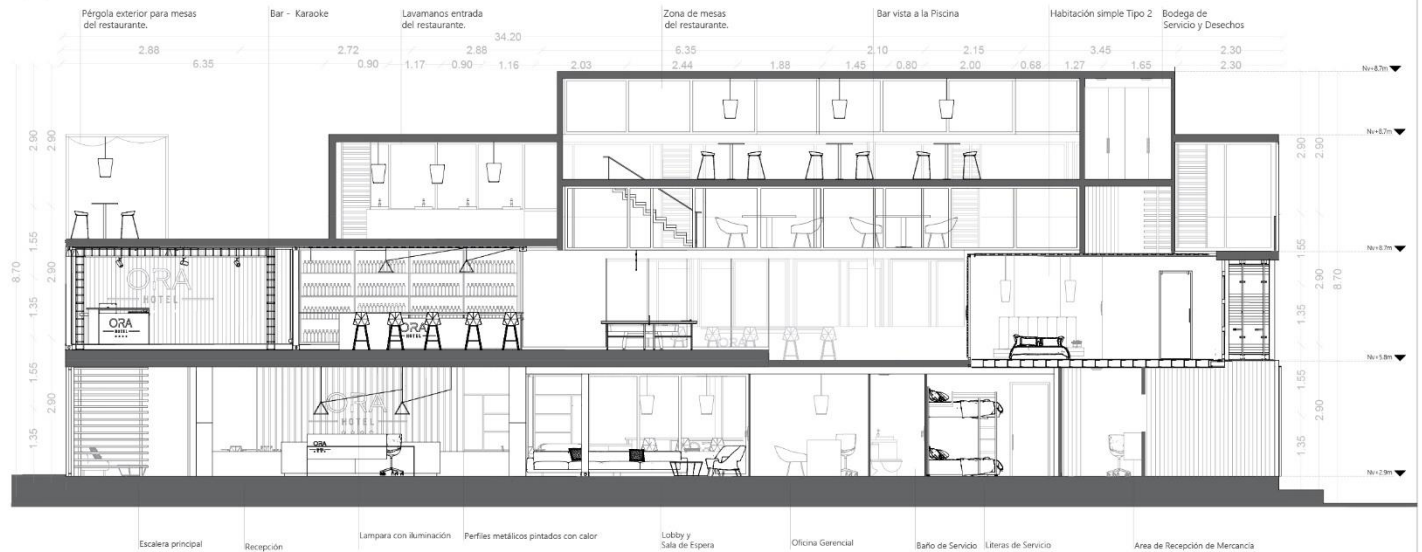 Pérgola exterior para mesas
del restaurante.
Bar - Karaoke
Lavamanos entrada
del restaurante.
Zona de mesas
del restaurante.
Bar vista a la Piscina
Habitación simple Tipo 2
Bodega de
Servicio y Desechos
34.20
2.88 2.72 2.88 6.35 2.10 2.15 3.45 2.30
6.35 0.90 1.17 0.90 1.16 2.03 2.44 1.88 1.45 0.80 2.00 0.68 1.27 1.65 2.30
Nv+8.7m
Nv+8.7m
2.90 2.90
2.90 2.90
1.55
1.55
Nv+8.7m
8.70
2.90
1.35
ORA
HOTEL
ORA
HOTEL
ORA
HOTEL
ORA
2.90
8.70
1.35
Nv+5.8m
1.55
2.90
1.35
ORA
HOTEL
ORA
1.55
2.90
1.35
Nv+2.9m
Escalera principal
Recepción
Lampara con iluminación
Perfiles metálicos pintados con calor
Lobby y
Sala de Espera
Oficina Gerencial
Baño de Servicio
Literas de Servicio
Area de Recepción de Mercancía